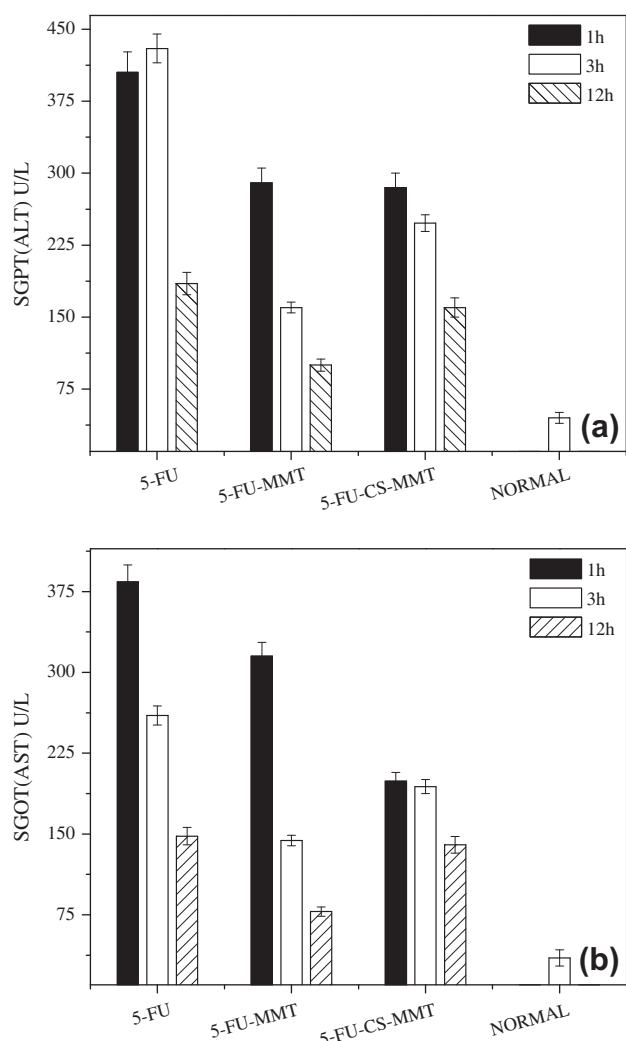 450
375
300
225
150
75
SGPT(ALT) U/L
1h
3h
12h
(a)
5-FU
5-FU-MMT
5-FU-CS-MMT
NORMAL
375
300
225
150
75
SGOT(AST) U/L
1h
3h
12h
(b)
5-FU
5-FU-MMT
5-FU-CS-MMT
NORMAL